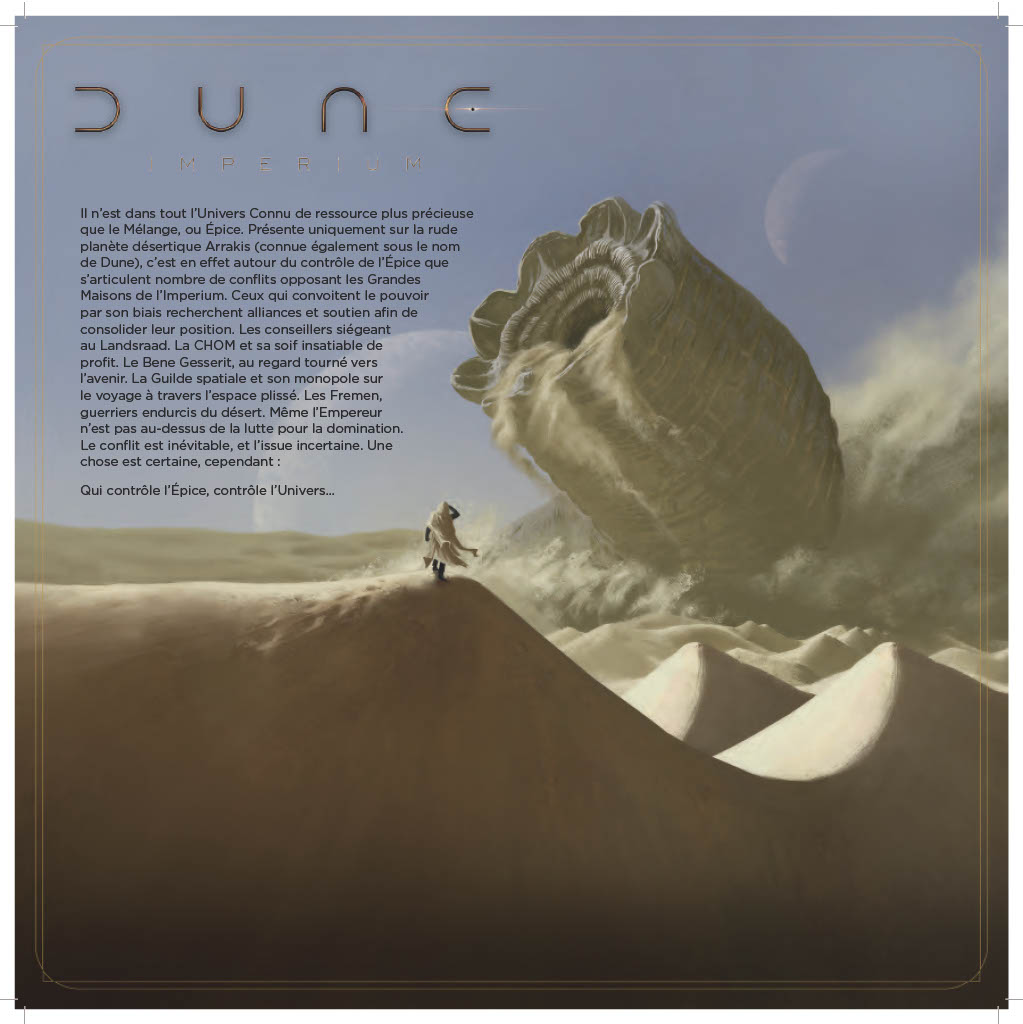 DUNE
IMPERIUM
Il n’est dans tout l’Univers Connu de ressource plus précieuse
que le Mélange, ou Épice. Présente uniquement sur la rude
planète désertique Arrakis (connue également sous le nom
de Dune), c’est en effet autour du contrôle de l’Épice que
s’articulent nombre de conflits opposant les Grandes
Maisons de l’Imperium. Ceux qui convoitent le pouvoir
par son biais recherchent alliances et soutien afin de
consolider leur position. Les conseillers siégeant
au Landsraad. La CHOM et sa soif insatiable de
profit. Le Bene Gesserit, au regard tourné vers
l’avenir. La Guilde spatiale et son monopole sur
le voyage à travers l’espace plissé. Les Fremen,
guerriers endurcis du désert. Même l’Empereur
n’est pas au-dessus de la lutte pour la domination.
Le conflit est inévitable, et l’issue incertaine. Une
chose est certaine, cependant :
Qui contrôle l’Épice, contrôle l’Univers...